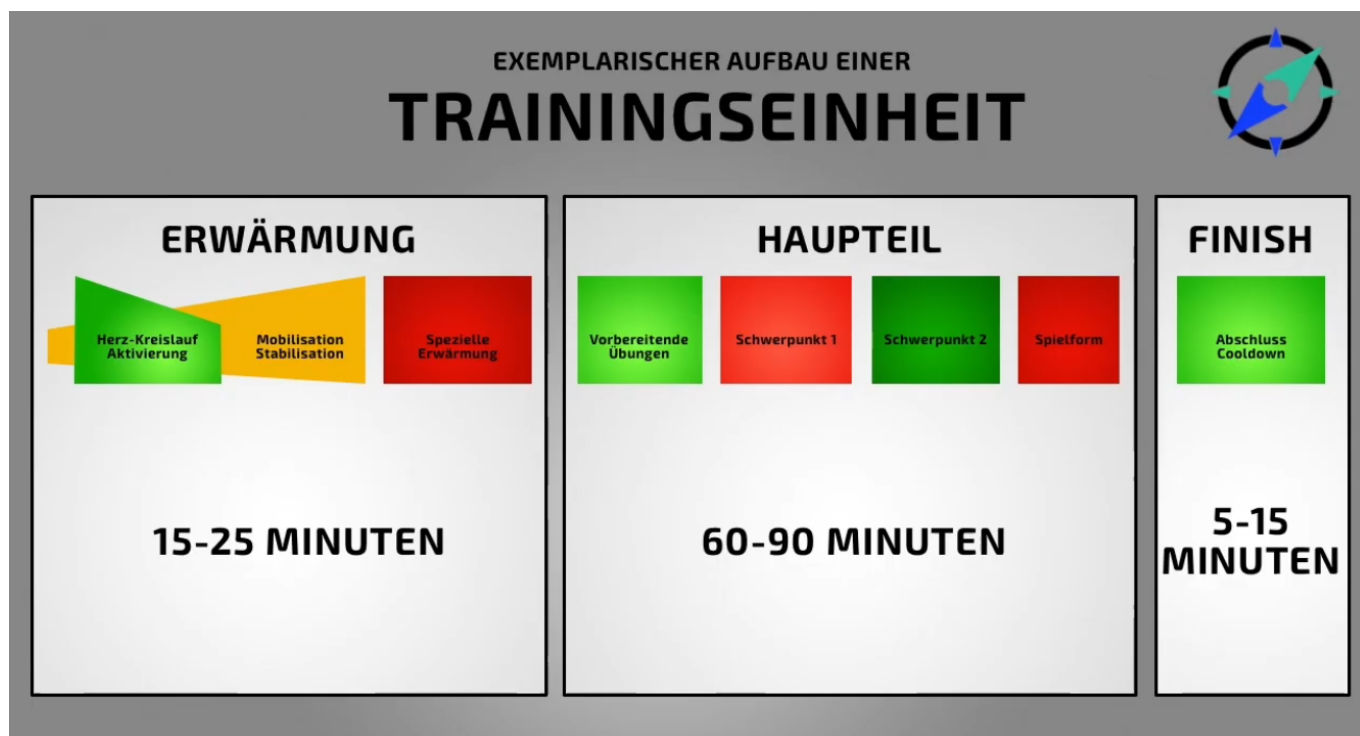 EXEMPLARISCHER AUFBAU EINER
TRAININGSEINHEIT
ERWÄRMUNG
Herz-Kreislauf
Aktivierung
Mobilisation
Stabilisation
Spezielle
Erwärmung
15-25 MINUTEN
HAUPTEIL
Vorbereitende
Übungen
Schwerpunkt 1
Schwerpunkt 2
Spielform
60-90 MINUTEN
FINISH
Abschluss
Cooldown
5-15
MINUTEN